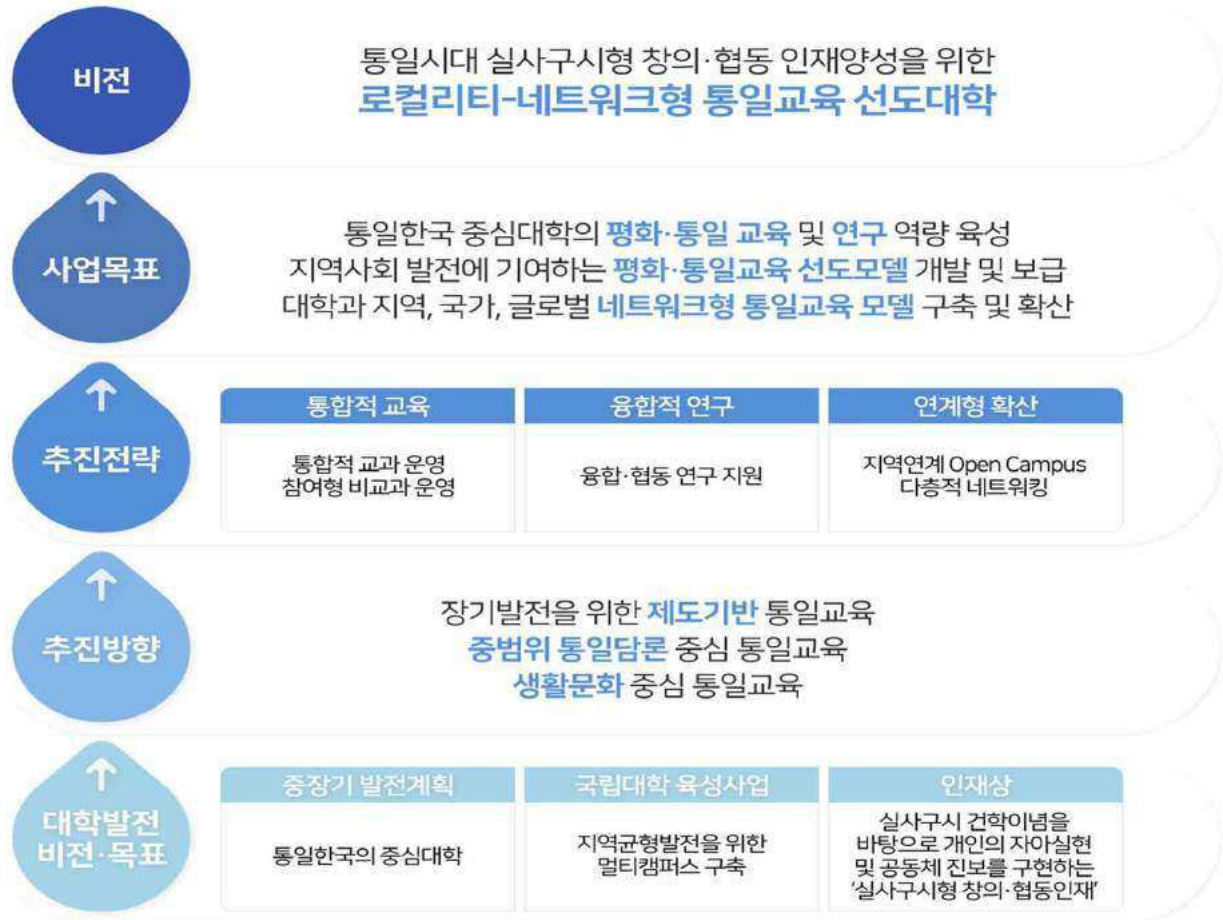 비전
통일시대 실사구시형 창의·협동 인재양성을 위한
로컬리티-네트워크형 통일교육 선도대학
사업목표
통일한국 중심대학의 평화·통일 교육 및 연구 역량 육성
지역사회 발전에 기여하는 평화·통일교육 선도모델 개발 및 보급
대학과 지역, 국가, 글로벌 네트워크형 통일교육 모델 구축 및 확산
추진전략
통합적 교육
통합적 교과 운영
참여형 비교과 운영
융합적 연구
융합·협동 연구 지원
연계형 확산
지역연계 Open Campus
다층적 네트워킹
추진방향
장기발전을 위한 제도기반 통일교육
중범위 통일담론 중심 통일교육
생활문화 중심 통일교육
대학발전
비전·목표
중장기 발전계획
통일한국의 중심대학
국립대학 육성사업
지역균형발전을 위한
멀티캠퍼스 구축
인재상
실사구시 건학이념을
바탕으로 개인의 자아실현
및 공동체 진보를 구현하는
‘실사구시형 창의·협동인재’